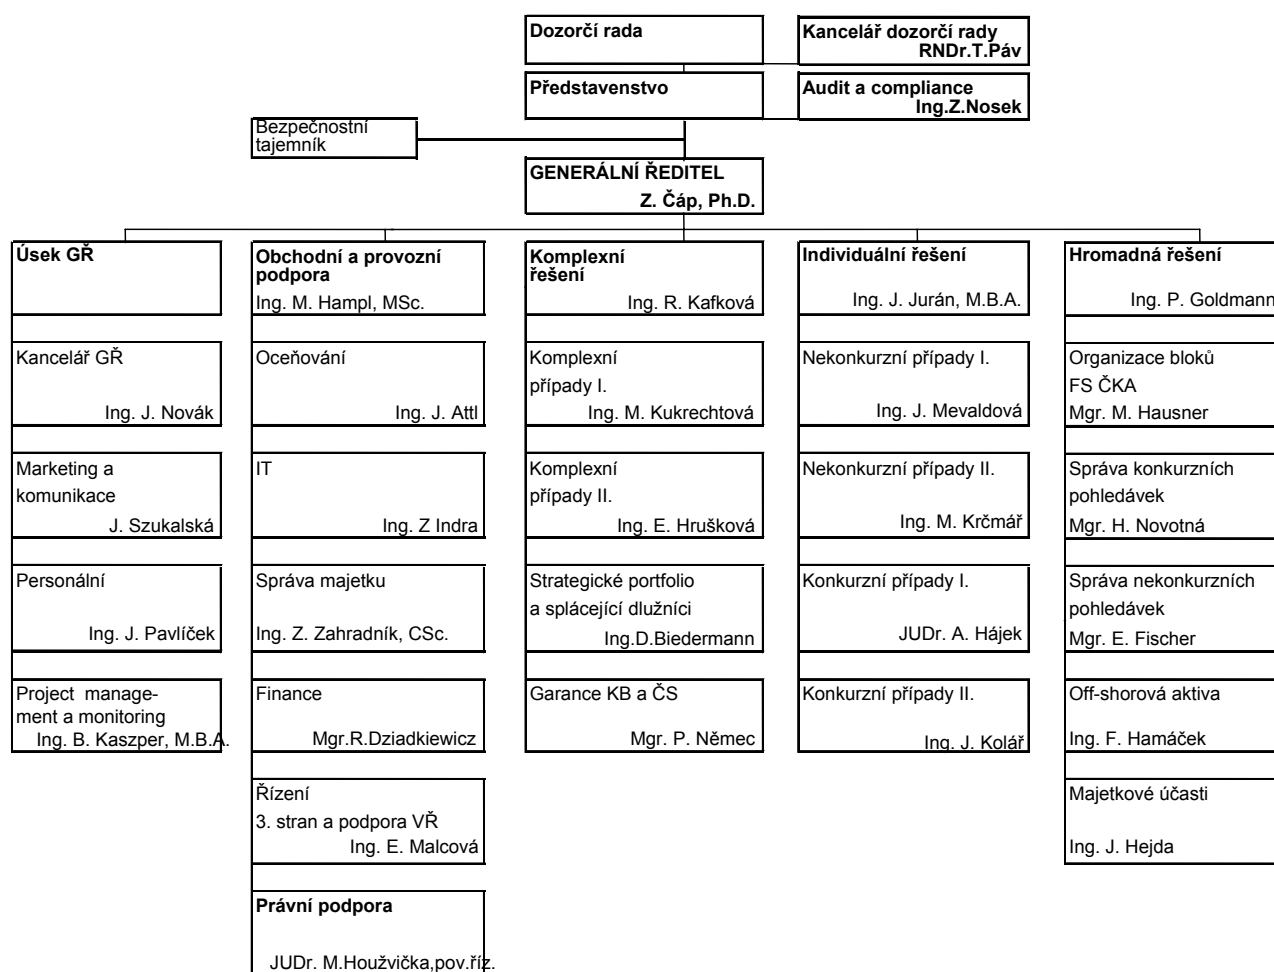 Dozorčí rada
Kancelář dozorčí rady
RNDr.T.Páv
Představenstvo
Audit a compliance
Ing.Z.Nosek
Bezpečnostní
tajemník
GENERÁLNÍ ŘEDITEL
Z. Čáp, Ph.D.
Úsek GŘ
Kancelář GŘ
Ing. J. Novák
Marketing a
komunikace
J. Szukalská
Personální
Ing. J. Pavlíček
Project manage-
ment a monitoring
Ing. B. Kaszper, M.B.A.
Obchodní a provozní
podpora
Ing. M. Hampl, MSc.
Oceňování
Ing. J. Attl
IT
Ing. Z Indra
Správa majetku
Ing. Z. Zahradník, CSc.
Finance
Mgr.R.Dziadkiewicz
Řízení
3. stran a podpora VŘ
Ing. E. Malcová
Právní podpora
JUDr. M.Houžvička,pov.říz.
Komplexní
řešení
Ing. R. Kafková
Komplexní
případy I.
Ing. M. Kukrechtová
Komplexní
případy II.
Ing. E. Hrušková
Strategické portfolio
a splácející dlužníci
Ing.D.Biedermann
Garance KB a ČS
Mgr. P. Němec
Individuální řešení
Ing. J. Jurán, M.B.A.
Nekonkurzní případy I.
Ing. J. Mevaldová
Nekonkurzní případy II.
Ing. M. Krčmář
Konkurzní případy I.
JUDr. A. Hájek
Konkurzní případy II.
Ing. J. Kolář
Hromadná řešení
Ing. P. Goldmann
Organizace bloků
FS ČKA
Mgr. M. Hausner
Správa konkurzních
pohledávek
Mgr. H. Novotná
Správa nekonkurzních
pohledávek
Mgr. E. Fischer
Off-shorová aktiva
Ing. F. Hamáček
Majetkové účasti
Ing. J. Hejda